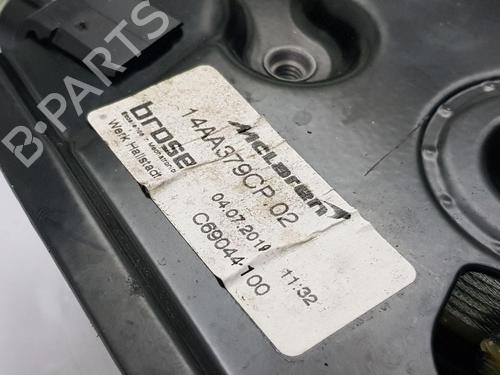 B-PARTS
McLaren
14AA379CP 02
brose
Werk Hallstadt
04.07.2019 11:32
C69044-100